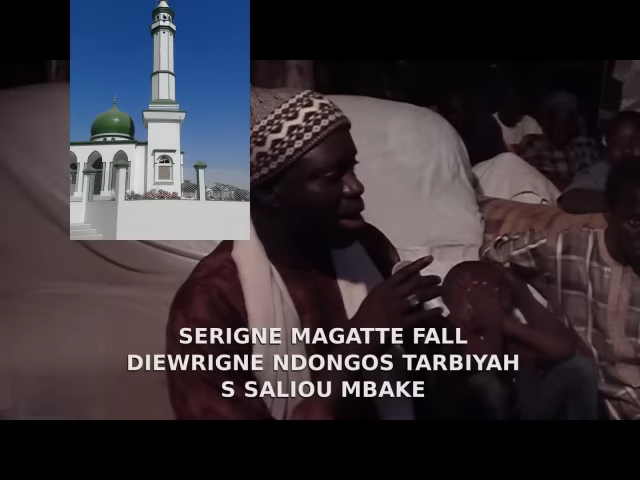 SERIGNE MAGATTE FALL
DIEWRIGNE NDONGOS TARBIYAH
S SALIOU MBAKE